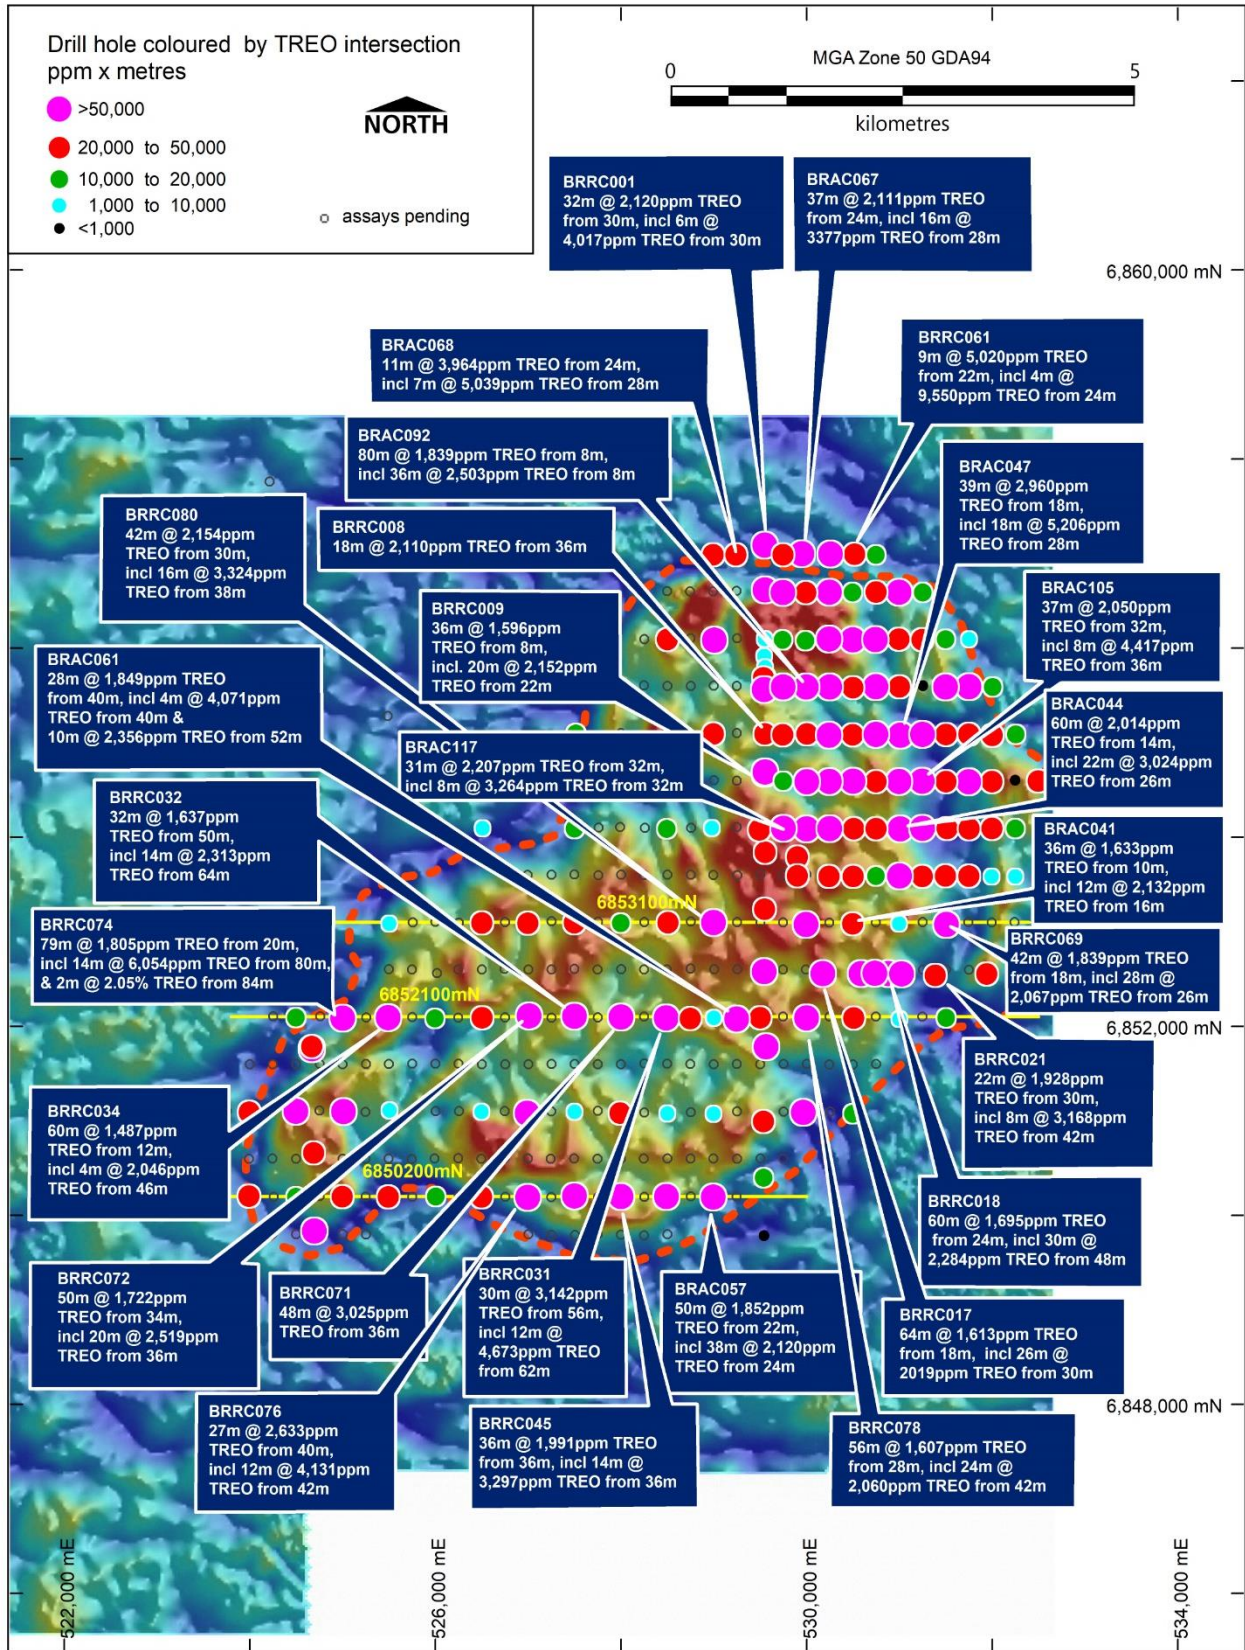 Drill hole coloured by TREO intersection
ppm x metres
>50,000
20,000 to 50,000
10,000 to 20,000
1,000 to 10,000
<1,000
NORTH
assays pending
MGA Zone 50 GDA94
0
5
kilometres
BRRC001
32m @ 2,120ppm TREO
from 30m, incl 6m @
4,017ppm TREO from 30m
BRAC067
37m @ 2,111ppm TREO
from 24m, incl 16m @
3377ppm TREO from 28m
6,860,000 mN
BRAC068
11m @ 3,964ppm TREO from 24m,
incl 7m @ 5,039ppm TREO from 28m
BRRC061
9m @ 5,020ppm TREO
from 22m, incl 4m @
9,550ppm TREO from 24m
BRAC092
80m @ 1,839ppm TREO from 8m,
incl 36m @ 2,503ppm TREO from 8m
BRAC047
39m @ 2,960ppm
TREO from 18m,
incl 18m @ 5,206ppm
TREO from 28m
BRRC080
42m @ 2,154ppm
TREO from 30m,
incl 16m @ 3,324ppm
TREO from 38m
BRRC008
18m @ 2,110ppm TREO from 36m
BRRC009
36m @ 1,596ppm
TREO from 8m,
incl. 20m @ 2,152ppm
TREO from 22m
BRAC105
37m @ 2,050ppm
TREO from 32m,
incl 8m @ 4,417ppm
TREO from 36m
BRAC061
28m @ 1,849ppm TREO
from 40m, incl 4m @ 4,071ppm
TREO from 40m &
10m @ 2,356ppm TREO from 52m
BRAC044
60m @ 2,014ppm
TREO from 14m,
incl 22m @ 3,024ppm
TREO from 26m
BRAC117
31m @ 2,207ppm TREO from 32m,
incl 8m @ 3,264ppm TREO from 32m
BRRC032
32m @ 1,637ppm
TREO from 50m,
incl 14m @ 2,313ppm
TREO from 64m
BRAC041
36m @ 1,633ppm
TREO from 10m,
incl 12m @ 2,132ppm
TREO from 16m
6853100mN
BRRC074
79m @ 1,805ppm TREO from 20m,
incl 14m @ 6,054ppm TREO from 80m,
& 2m @ 2.05% TREO from 84m
BRRC069
42m @ 1,839ppm TREO
from 18m, incl 28m @
2,067ppm TREO from 26m
6852100mN
6,852,000 mN
BRRC021
22m @ 1,928ppm
TREO from 30m,
incl 8m @ 3,168ppm
TREO from 42m
BRRC034
60m @ 1,487ppm
TREO from 12m,
incl 4m @ 2,046ppm
TREO from 46m
6850200mN
BRRC018
60m @ 1,695ppm TREO
from 24m, incl 30m @
2,284ppm TREO from 48m
BRRC072
50m @ 1,722ppm
TREO from 34m,
incl 20m @ 2,519ppm
TREO from 36m
BRRC071
48m @ 3,025ppm
TREO from 36m
BRRC031
30m @ 3,142ppm
TREO from 56m,
incl 12m @
4,673ppm TREO
from 62m
BRAC057
50m @ 1,852ppm
TREO from 22m,
incl 38m @ 2,120ppm
TREO from 24m
BRRC017
64m @ 1,613ppm TREO
from 18m, incl 26m @
2019ppm TREO from 30m
6,848,000 mN
BRRC076
27m @ 2,633ppm
TREO from 40m,
incl 12m @ 4,131ppm
TREO from 42m
BRRC045
36m @ 1,991ppm TREO
from 36m, incl 14m @
3,297ppm TREO from 36m
BRRC078
56m @ 1,607ppm TREO
from 28m, incl 24m @
2,060ppm TREO from 42m
522,000 mE
526,000 mE
530,000 mE
534,000 mE